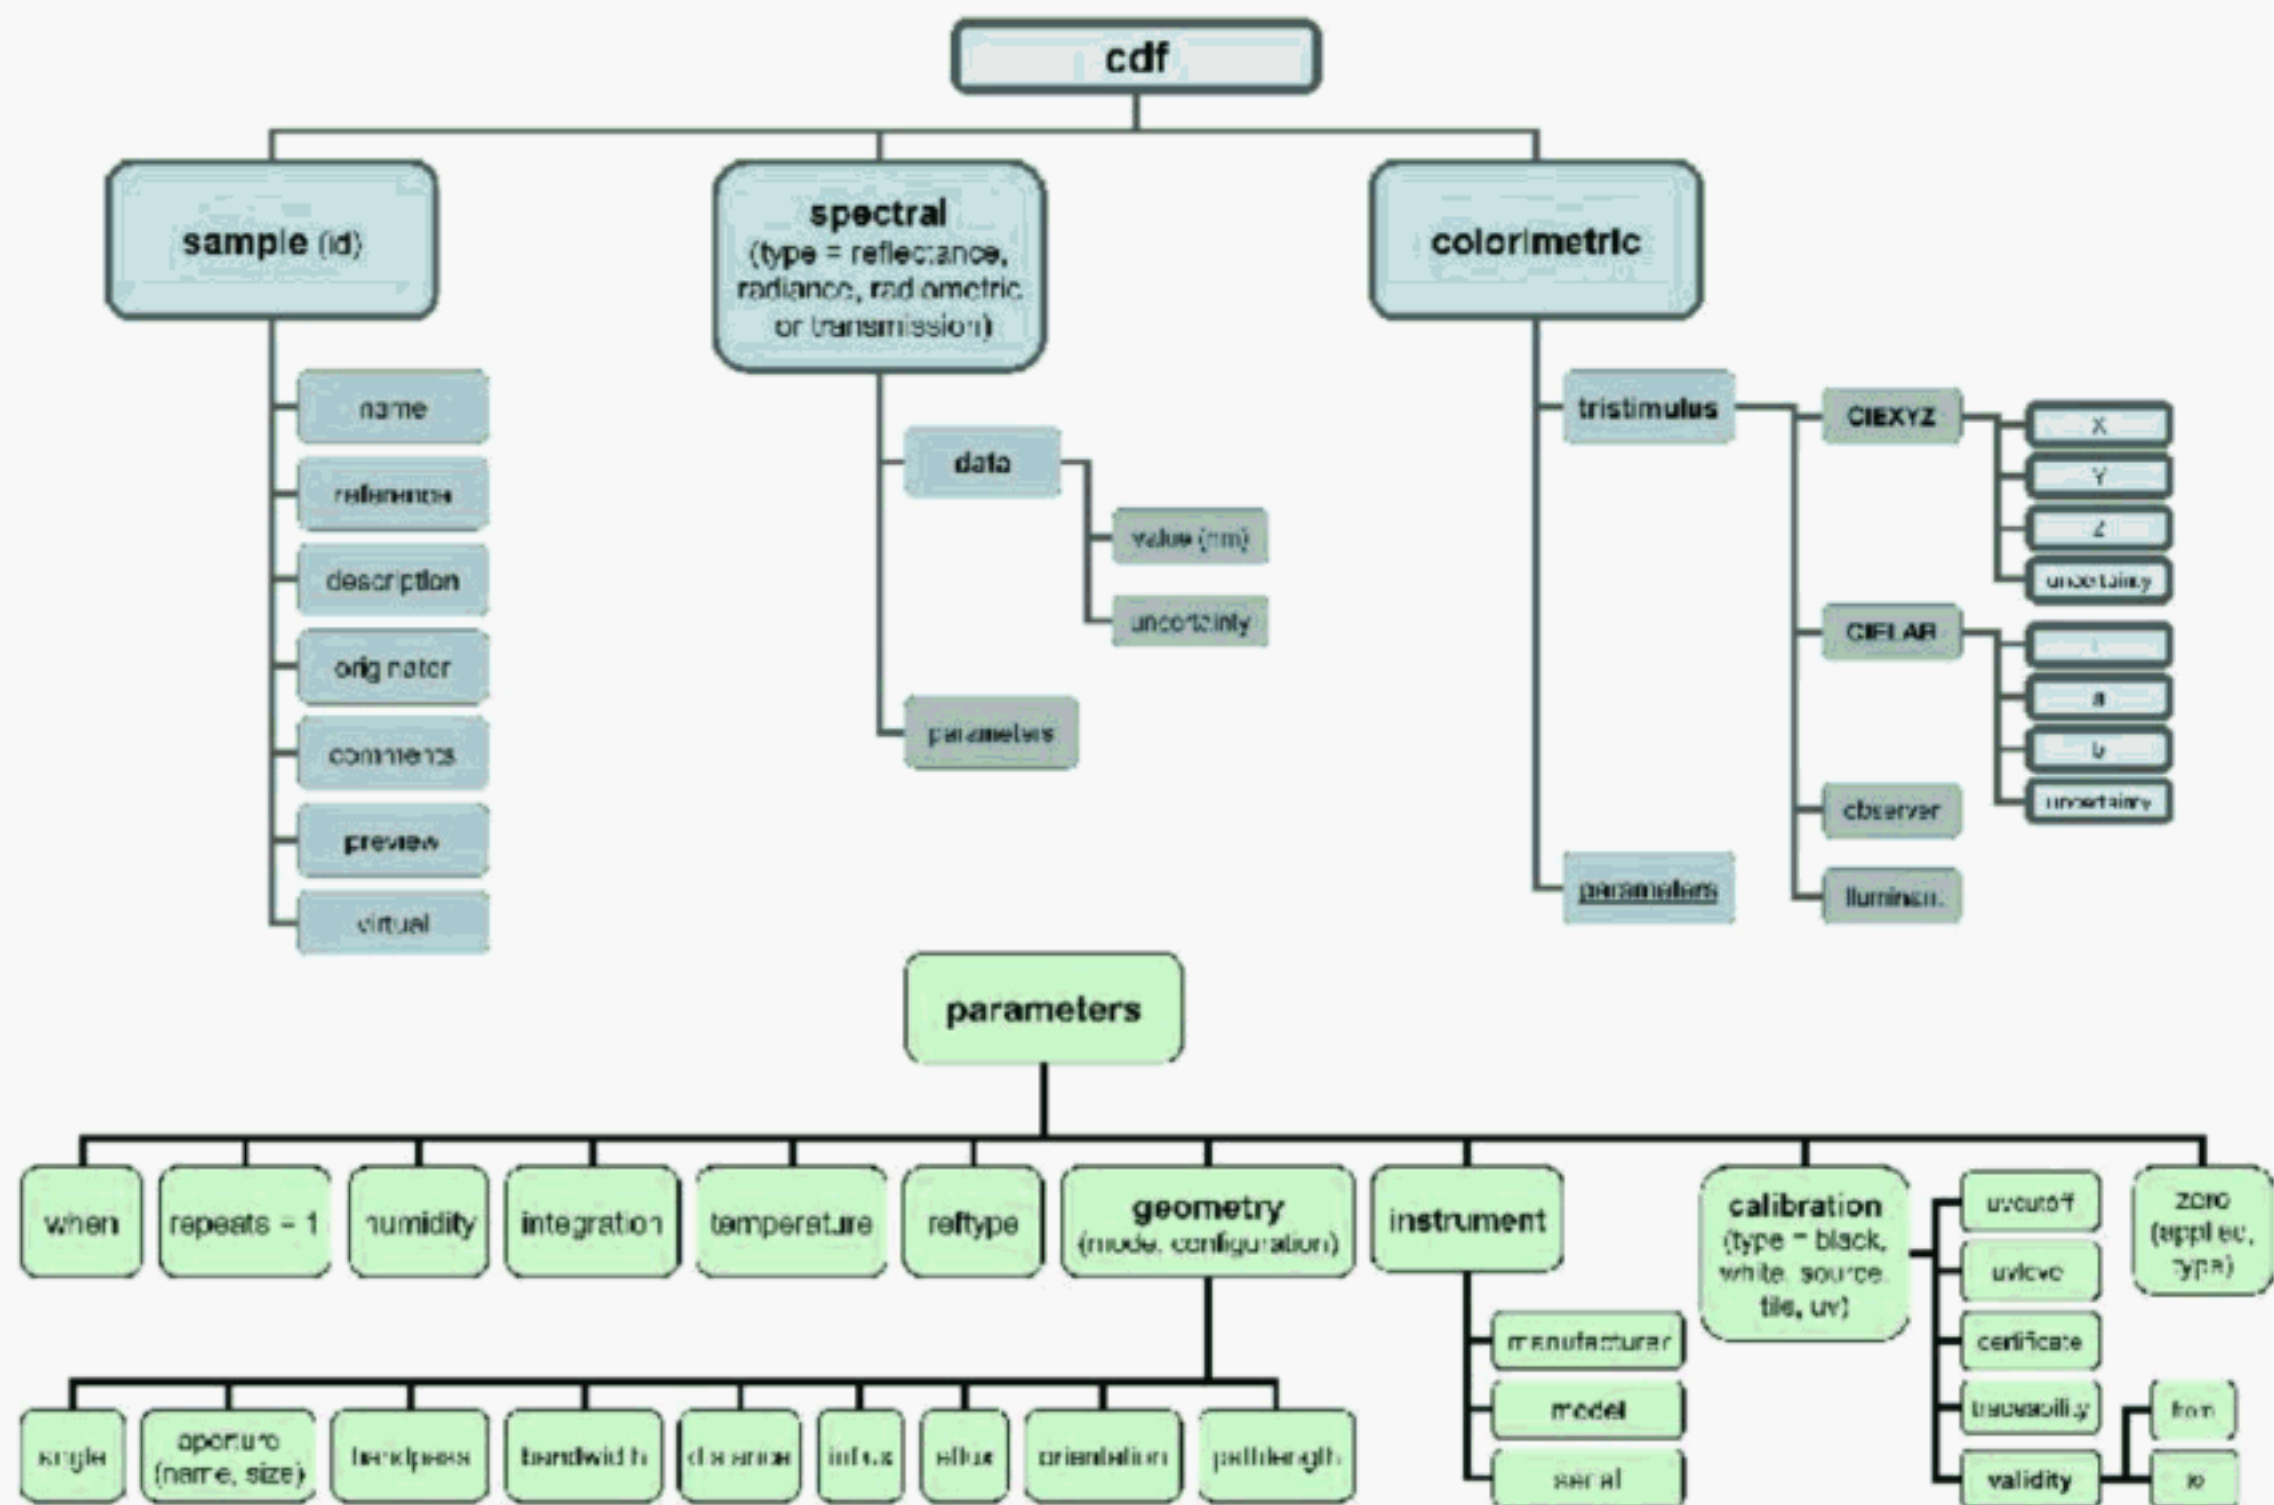 cdf
sample (id)
spectral
(type = reflectance,
radiance, radiometric
or transmission)
colorimetric
name
reference
description
originator
comments
preview
virtual
data
value (nm)
uncertainty
parameters
tristimulus
CIEXYZ
X
Y
Z
uncertainty
CIELAB
a
b
uncertainty
observer
parameters
parameters
when
repeats = 1
humidity
integration
temperature
reftype
geometry
(mode, configuration)
instrument
calibration
(type = black,
white, source,
tile, uv)
uvcutoff
uvlevel
certificate
traceability
validity
from
to
zero
(applied,
type)
manufacturer
model
serial
angle
aperture
(name, size)
bandpass
bandwidth
distance
influx
efflux
orientation
pathlength